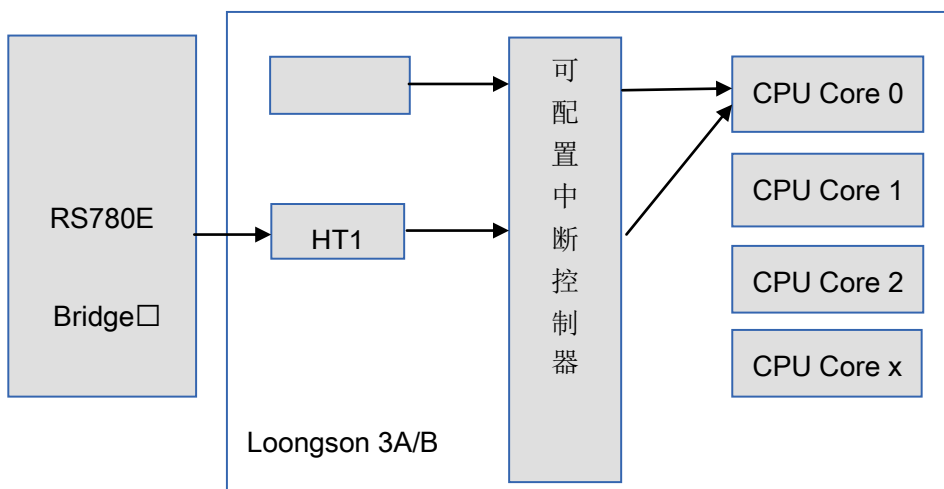 RS780E
Bridge□
HT1
可配置中断控制器
CPU Core 0
CPU Core 1
CPU Core 2
CPU Core x
Loongson 3A/B